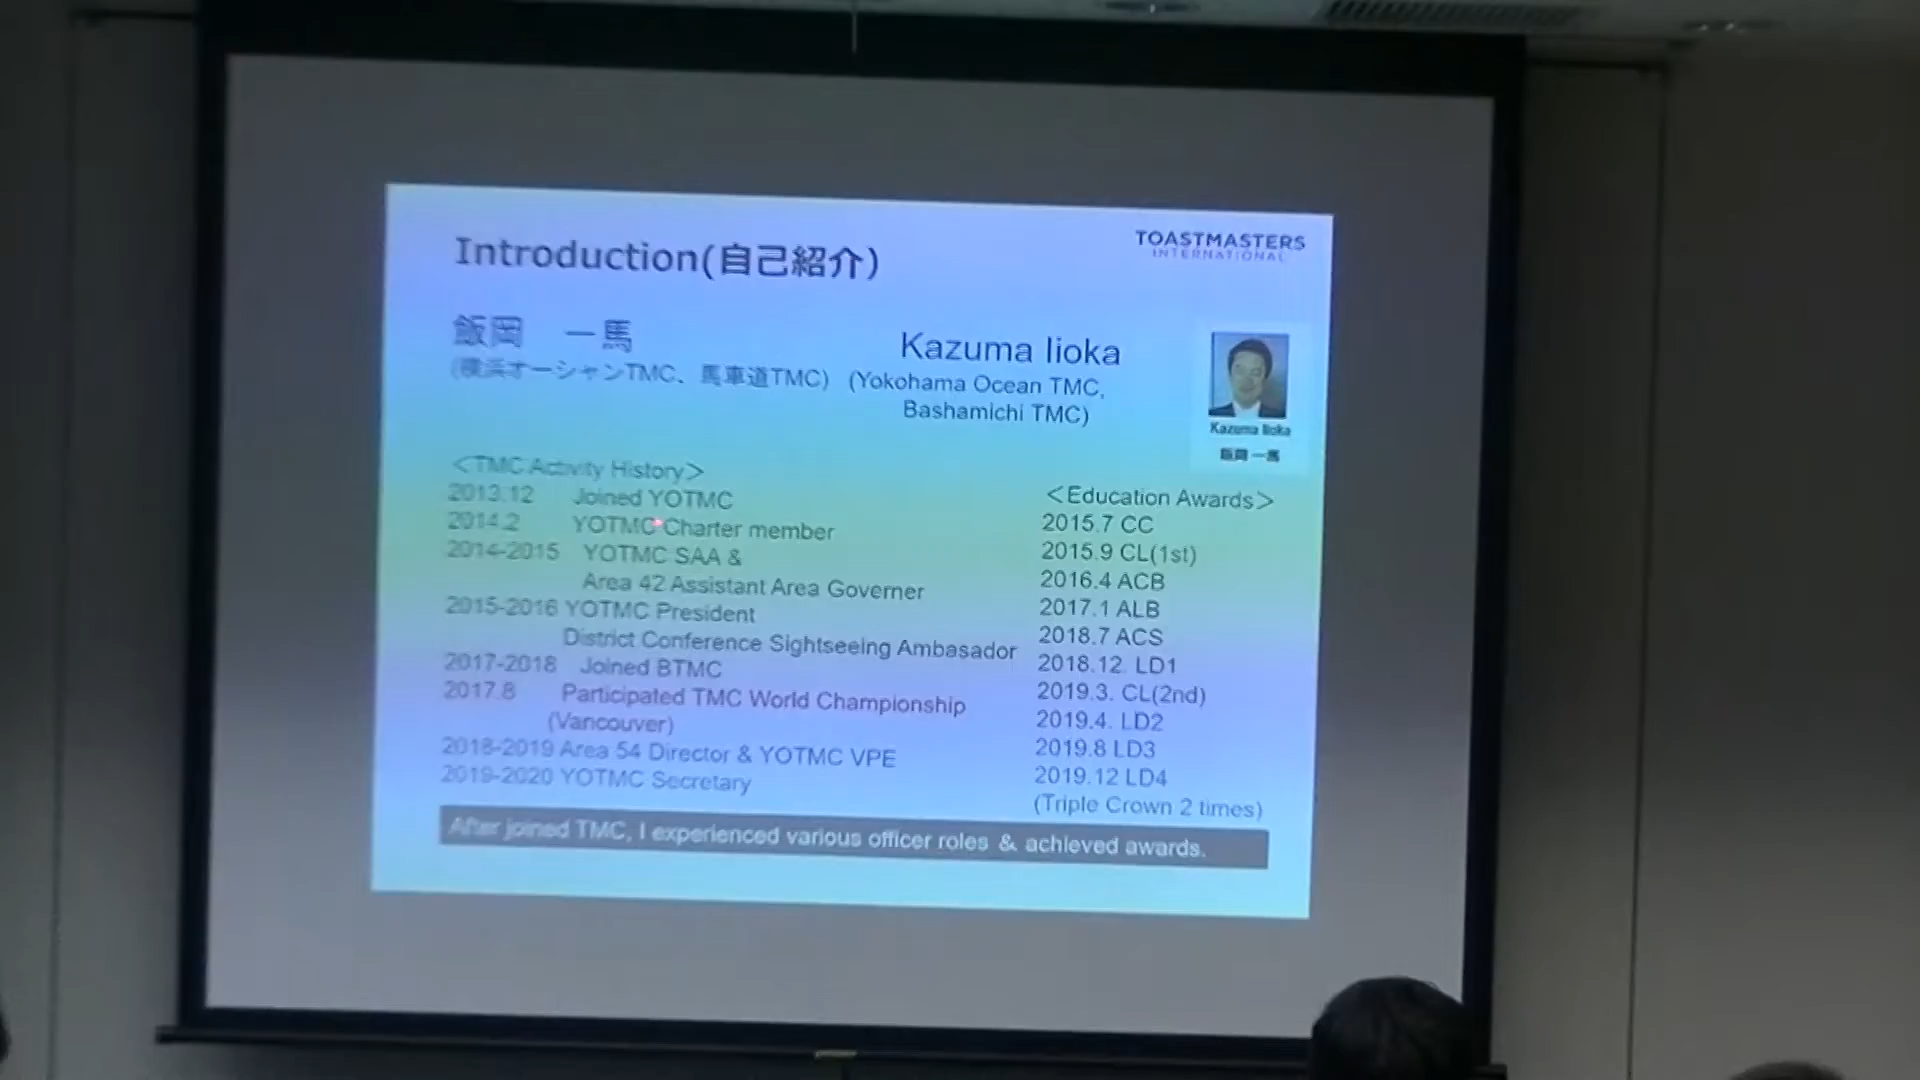 Introduction(自己紹介)
TOASTMASTERS
INTERNATIONAL
飯岡 一馬
Kazuma Iioka
(横浜オーシャンTMC、馬車道TMC)
(Yokohama Ocean TMC,
Bashamichi TMC)
Kazuma Iioka
飯岡 一馬
＜TMC Activity History＞
2013.12 Joined YOTMC
2014.2 YOTMC Charter member
2014-2015 YOTMC SAA &
Area 42 Assistant Area Governer
2015-2016 YOTMC President
District Conference Sightseeing Ambasador
2017-2018 Joined BTMC
2017.8 Participated TMC World Championship
(Vancouver)
2018-2019 Area 54 Director & YOTMC VPE
2019-2020 YOTMC Secretary
＜Education Awards＞
2015.7 CC
2015.9 CL(1st)
2016.4 ACB
2017.1 ALB
2018.7 ACS
2018.12. LD1
2019.3. CL(2nd)
2019.4. LD2
2019.8 LD3
2019.12 LD4
(Triple Crown 2 times)
After joined TMC, I experienced various officer roles & achieved awards.